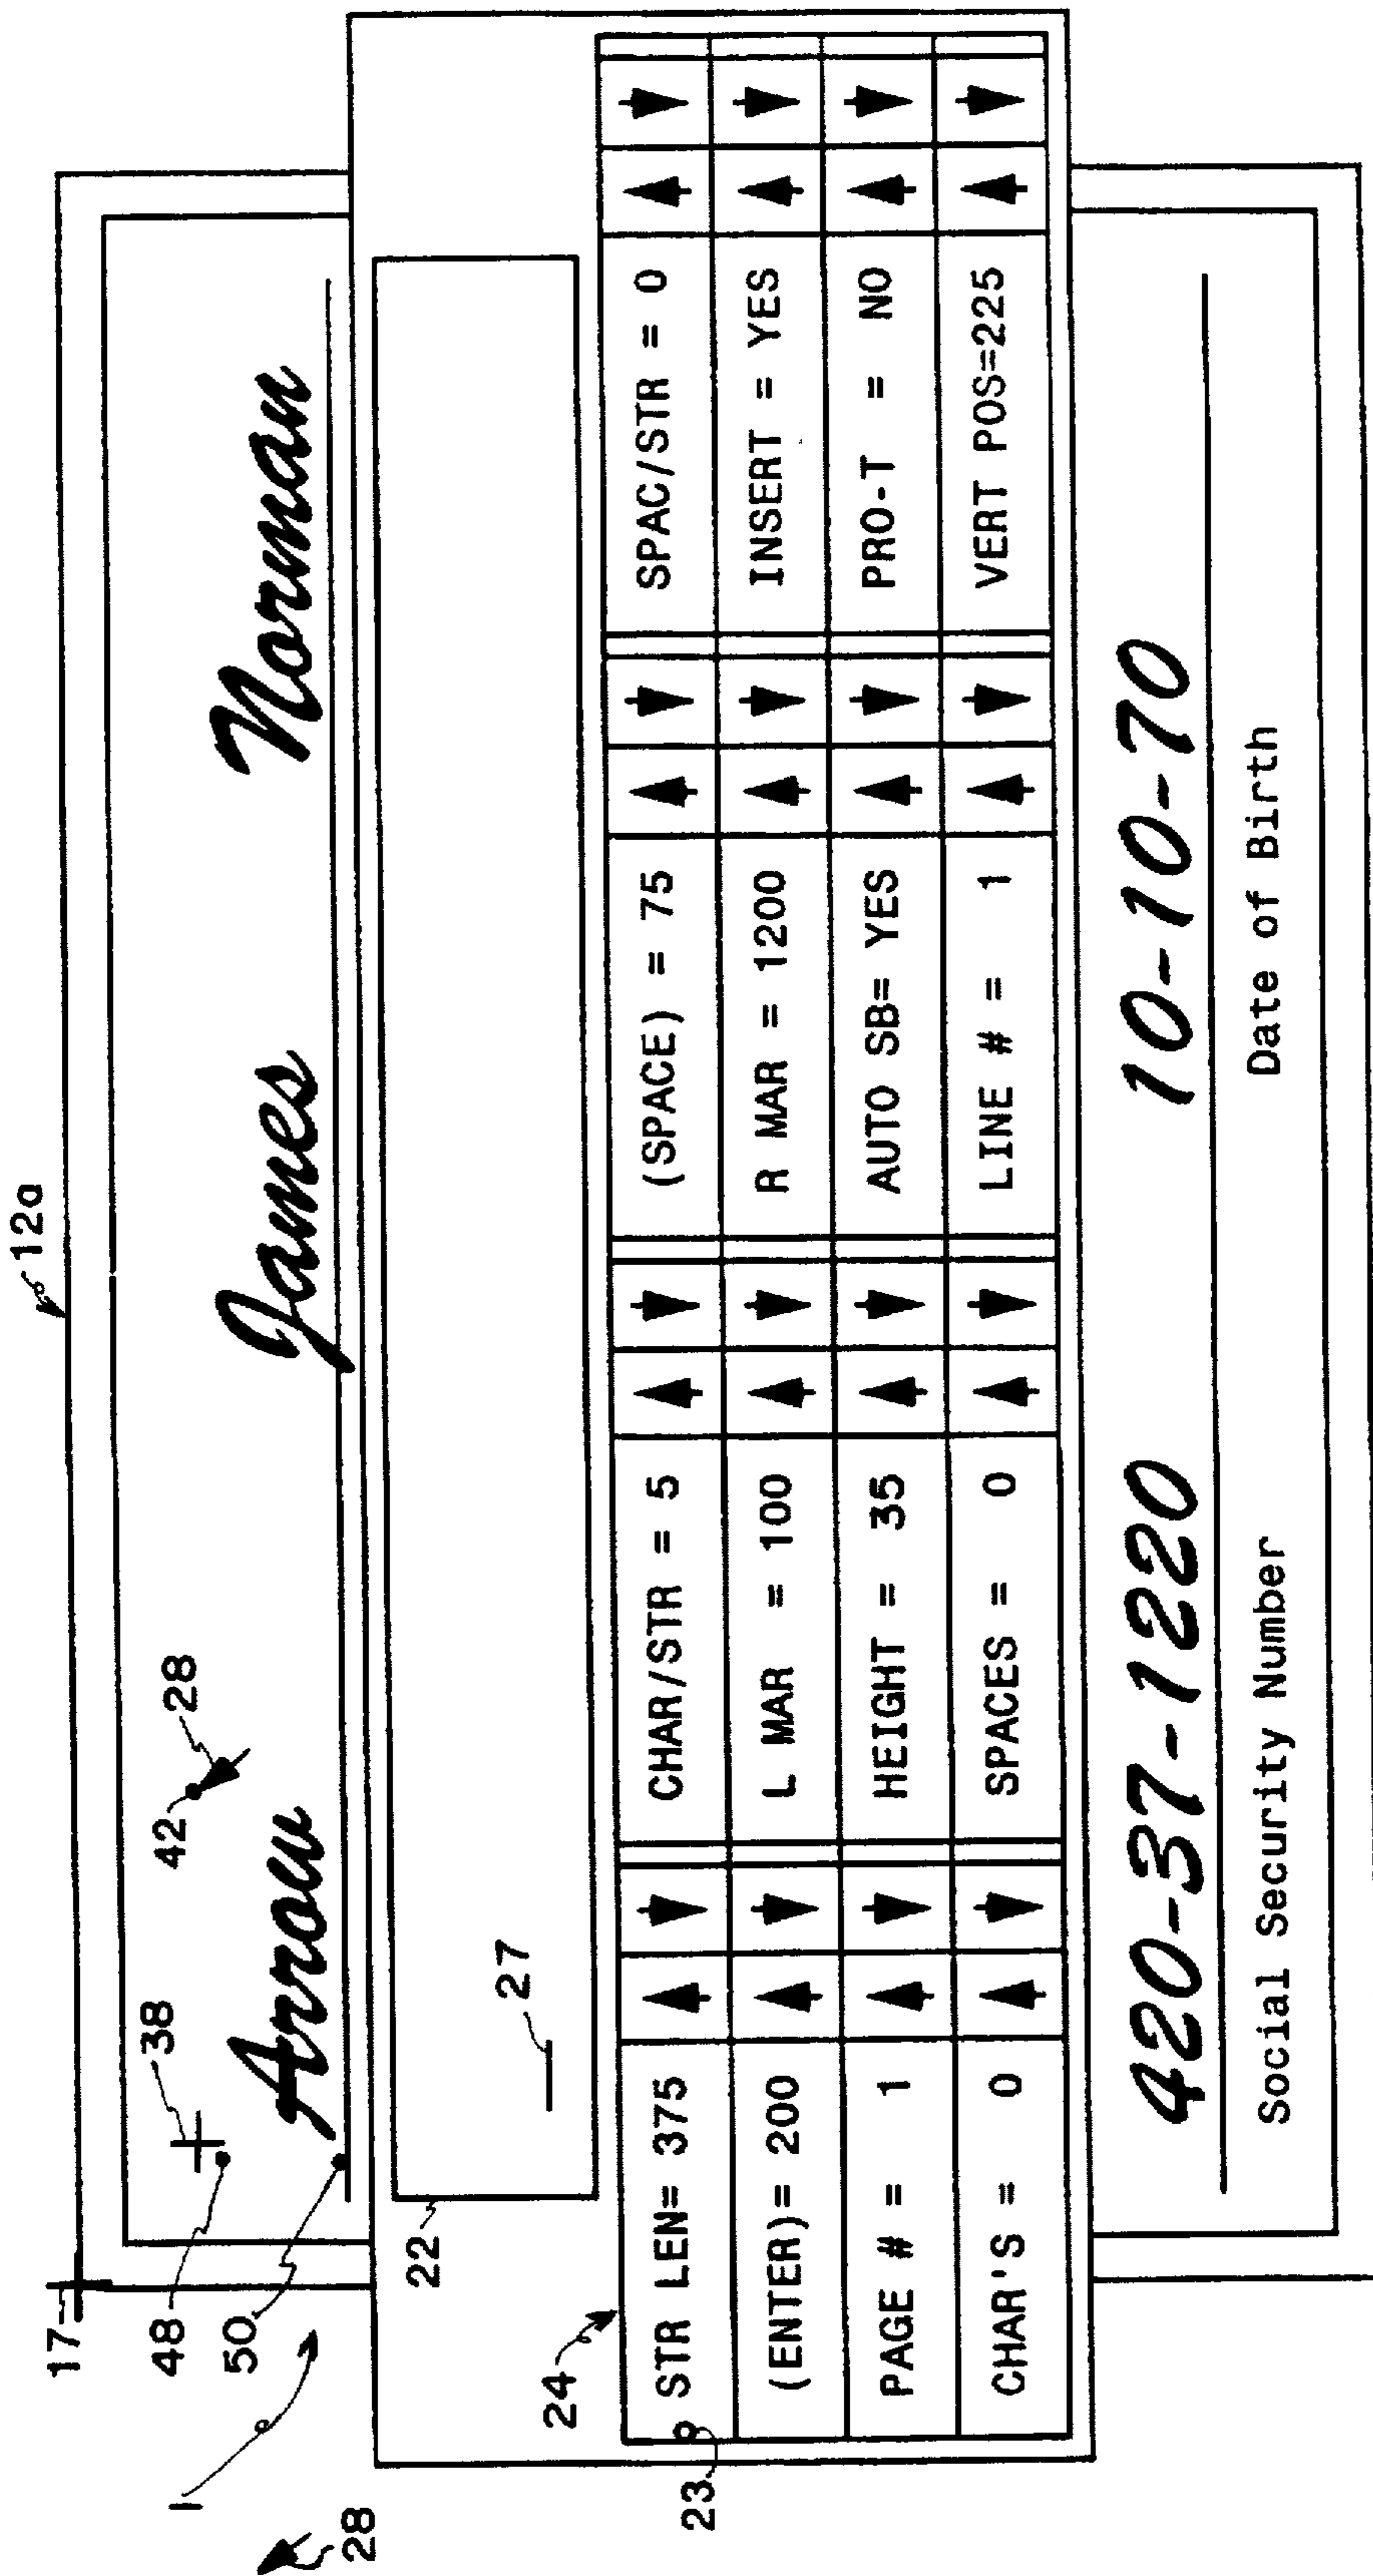 12a
17
38
42
28
48
50
1
28
Arrow James Norman
22
27
24
23
STR LEN= 375 CHAR/STR = 5 (SPACE) = 75 SPAC/STR = 0
(ENTER)= 200 L MAR = 100 R MAR = 1200 INSERT = YES
PAGE # = 1 HEIGHT = 35 AUTO SB= YES PRO-T = NO
CHAR'S = 0 SPACES = 0 LINE # = 1 VERT POS=225
420-37-1220 10-10-70
Social Security Number Date of Birth